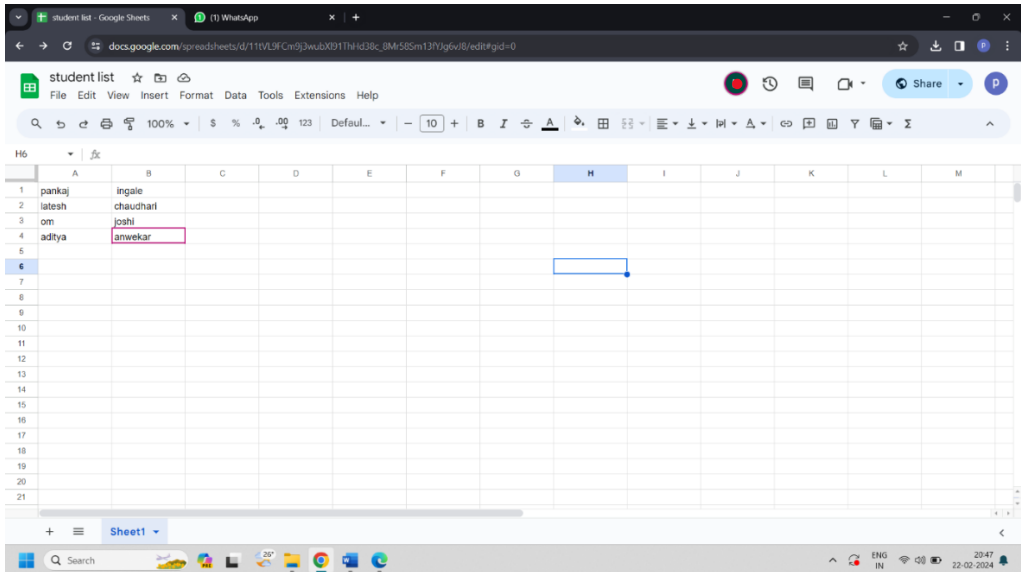 student list - Google Sheets
(1) WhatsApp
docs.google.com/spreadsheets/d/11tVL9FCm9j3wubXl91ThHd38c_8Mr58Sm13fYJg6vJ8/edit#gid=0
student list
File Edit View Insert Format Data Tools Extensions Help
Share
P
100% $ % .0 .00 123 Defaul... 10 B I A
H6 fx
A B C D E F G H I J K L M
1 pankaj ingale
2 latesh chaudhari
3 om joshi
4 aditya anwekar
5
6
7
8
9
10
11
12
13
14
15
16
17
18
19
20
21
Sheet1
Search 26° ENG 20:47
IN 22-02-2024